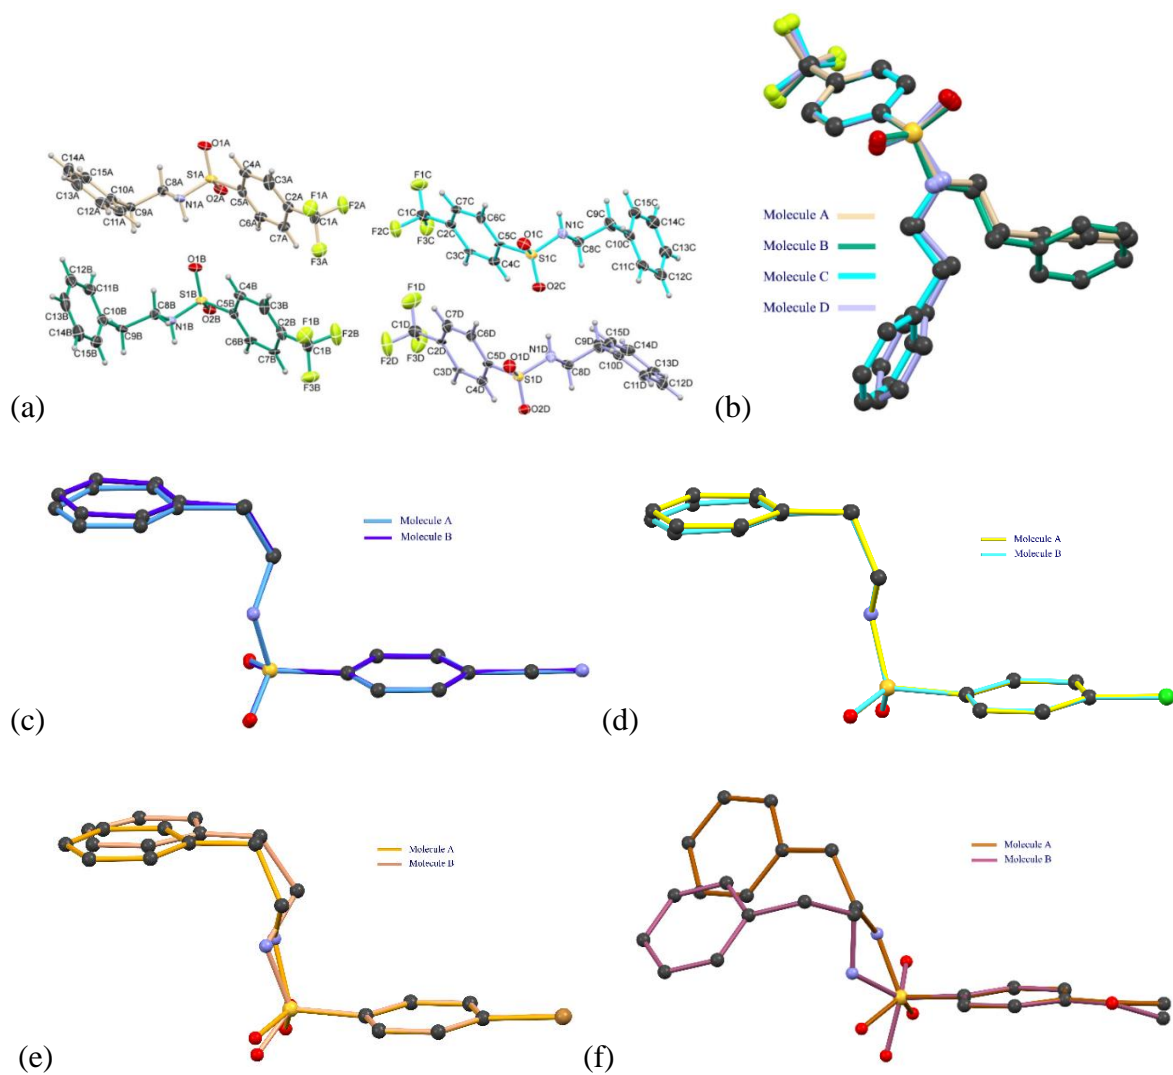 O1A
C14A
C15A
C4A
C10A
C8A
S1A
C3A
C13A
O2A
C2A
F1A
C12A
N1A
C5A
F2A
C11A
C9A
C6A
C1A
C7A
F3A
F1C
C7C
C15C
C9C
C14C
C1C
C6C
N1C
F2C
O1C
C2C
F3C
C5C
C10C
C13C
C3C
S1C
C8C
C4C
C11C
C12C
O2C
O1B
C12B
C11B
S1B
C4B
C8B
C3B
C13B
C10B
C5B
O2B
C2B
F1B
N1B
F2B
C14B
C9B
C6B
C1B
C15B
C7B
F3B
F1D
C7D
C1D
C6D
N1D
C15D
C9D
C14D
F2D
F3D
C2D
C5D
O1D
C10D
C13D
C3D
C8D
S1D
C11D
C12D
C4D
O2D
(a)
Molecule A
Molecule B
Molecule C
Molecule D
(b)
Molecule A
Molecule B
(c)
Molecule A
Molecule B
(d)
Molecule A
Molecule B
(e)
Molecule A
Molecule B
(f)